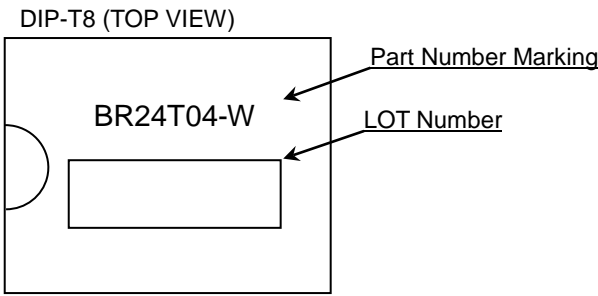 DIP-T8 (TOP VIEW)
Part Number Marking
BR24T04-W
LOT Number